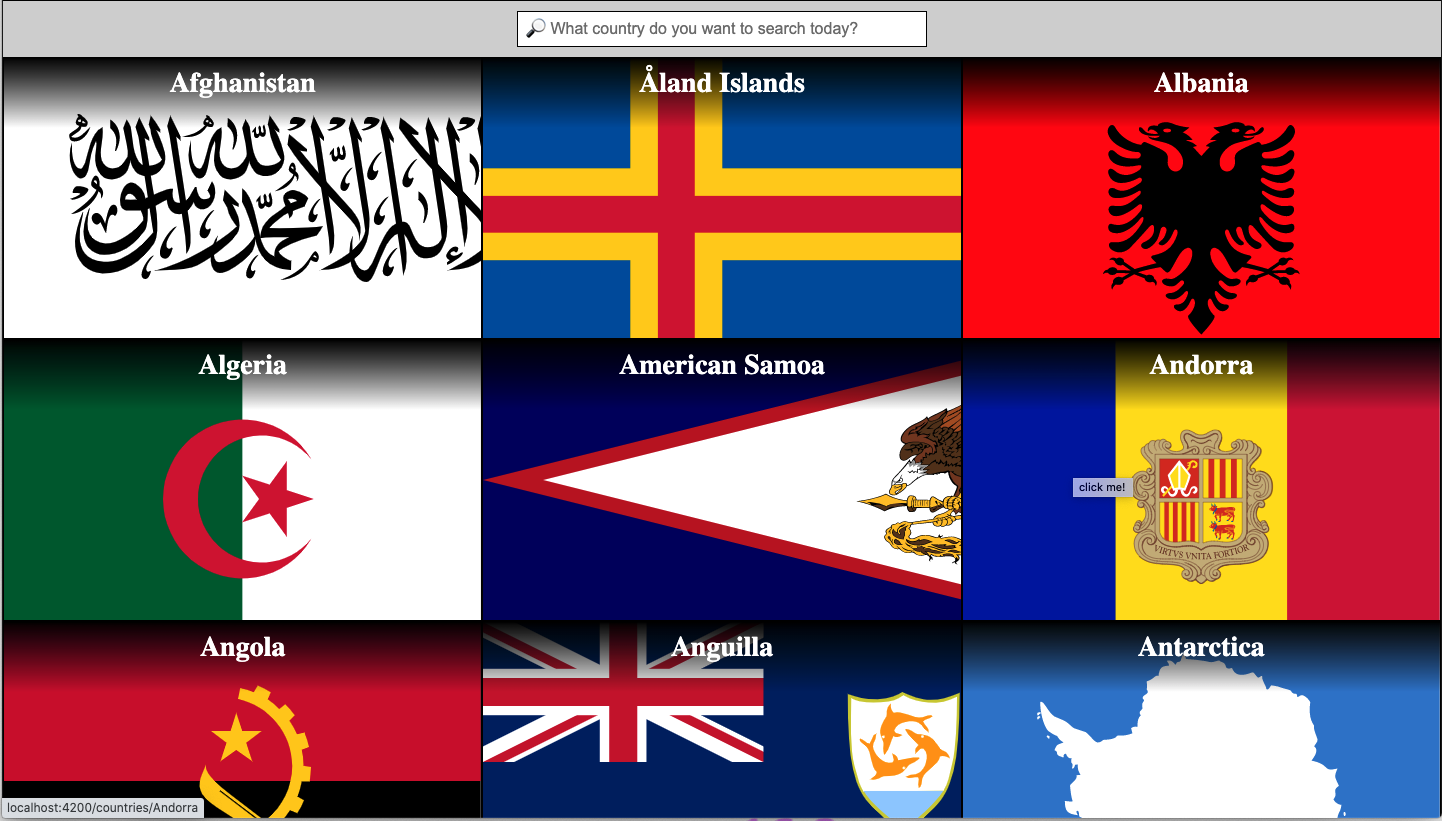 🔎 What country do you want to search today?
Afghanistan
إله إلا الله محمد رسول الله
Åland Islands
Albania
Algeria
American Samoa
Andorra
click me!
VIRTVS VNITA FORTIOR
Angola
Anguilla
Antarctica
localhost:4200/countries/Andorra